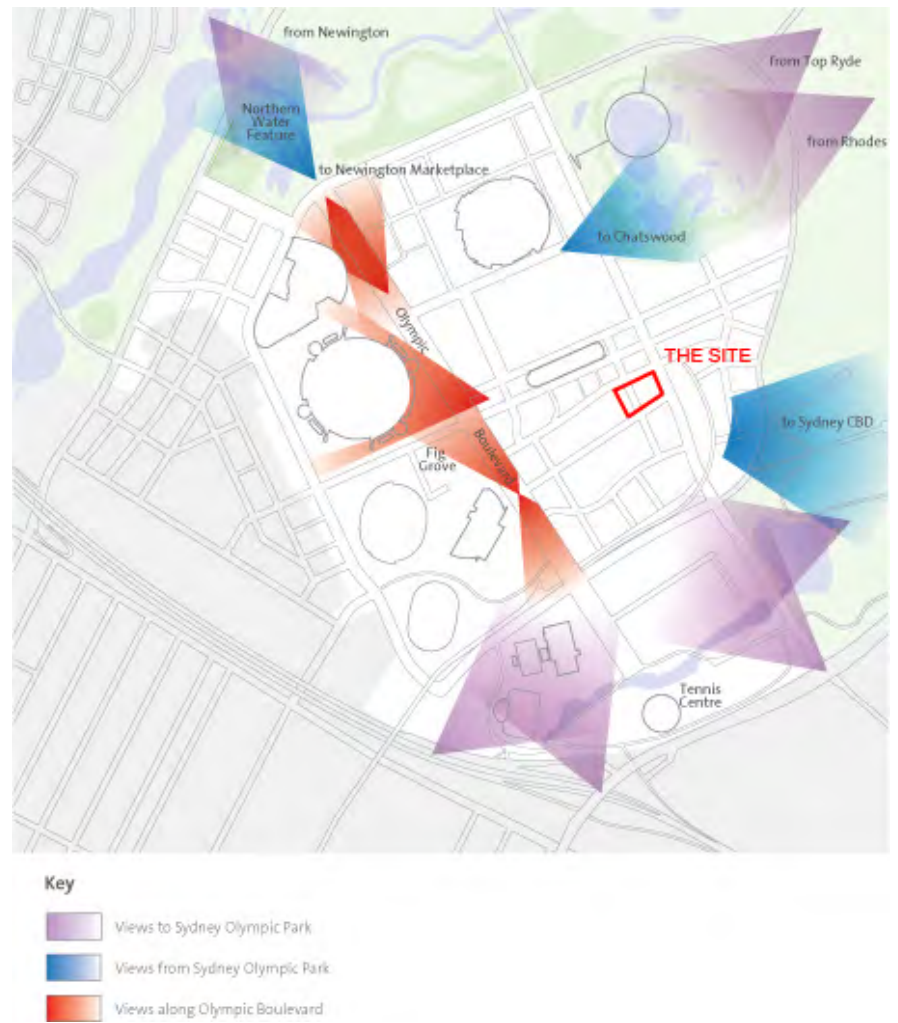 from Newington
from Top Ryde
Northern
Water
Feature
from Rhodes
to Newington Marketplace
to Chatswood
Olympic
THE SITE
to Sydney CBD
Boulevard
Fig
Grove
Tennis
Centre
Key
Views to Sydney Olympic Park
Views from Sydney Olympic Park
Views along Olympic Boulevard